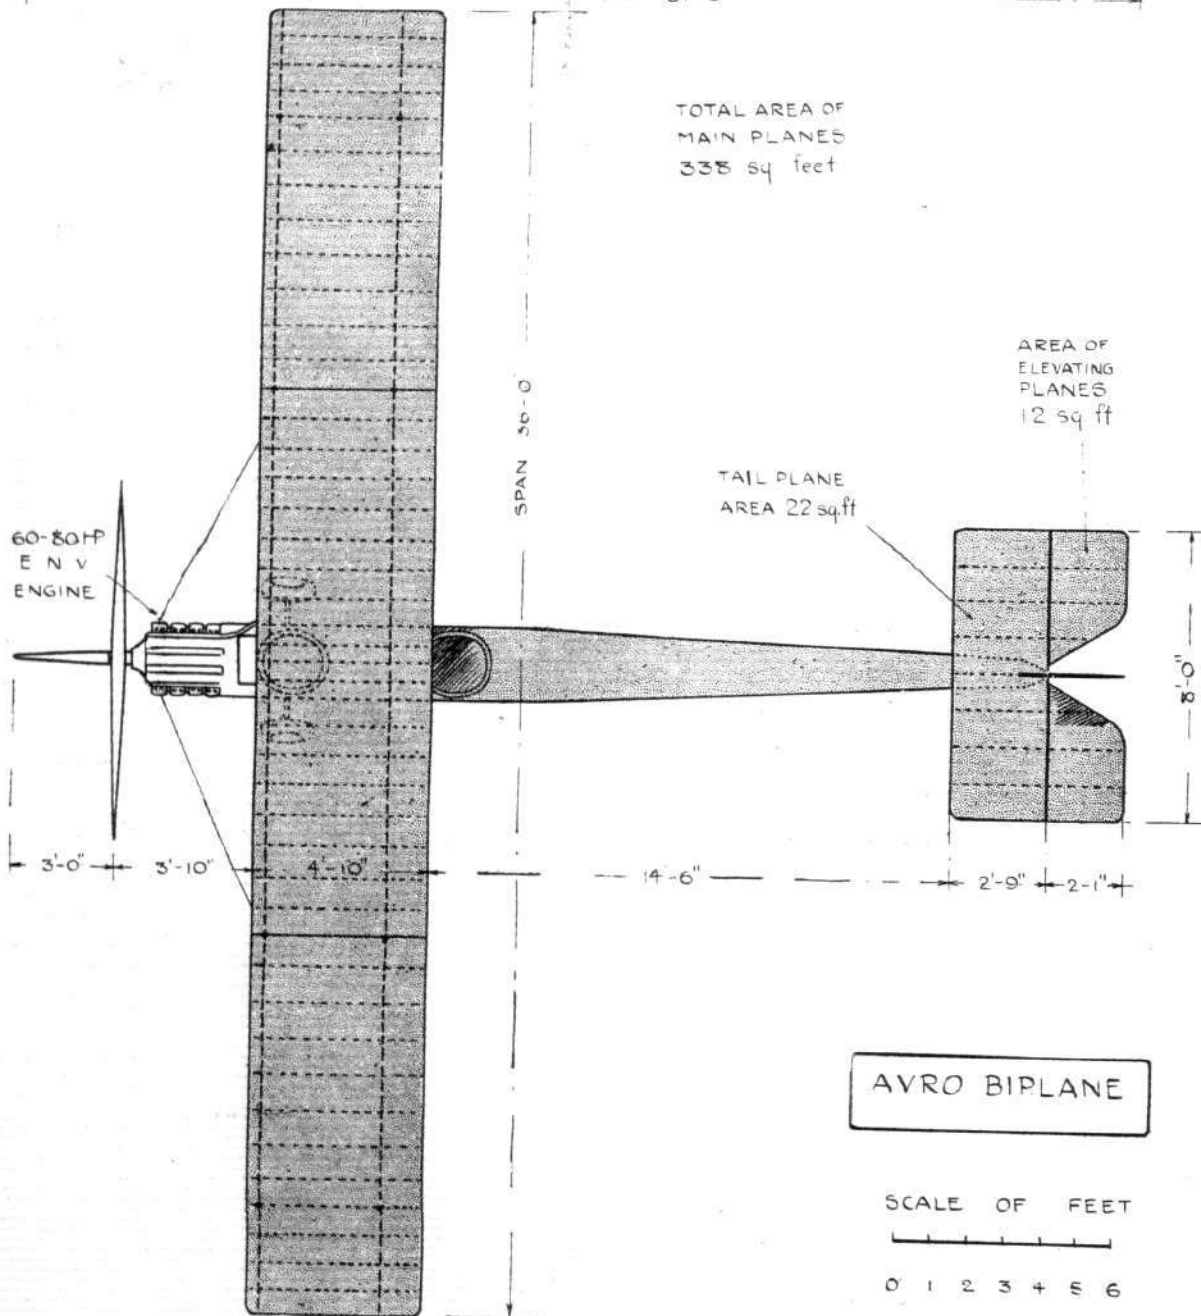 TOTAL AREA OF
MAIN PLANES
338 sq feet
AREA OF
ELEVATING
PLANES
12 sq ft
SPAN 36-0
TAIL PLANE
AREA 22 sq.ft
60-80 HP
E N V
ENGINE
8'-0"
3'-0"
3'-10"
4'-10"
14'-6"
2'-9"
2-1"
AVRO BIPLANE
SCALE OF FEET
0 1 2 3 4 5 6